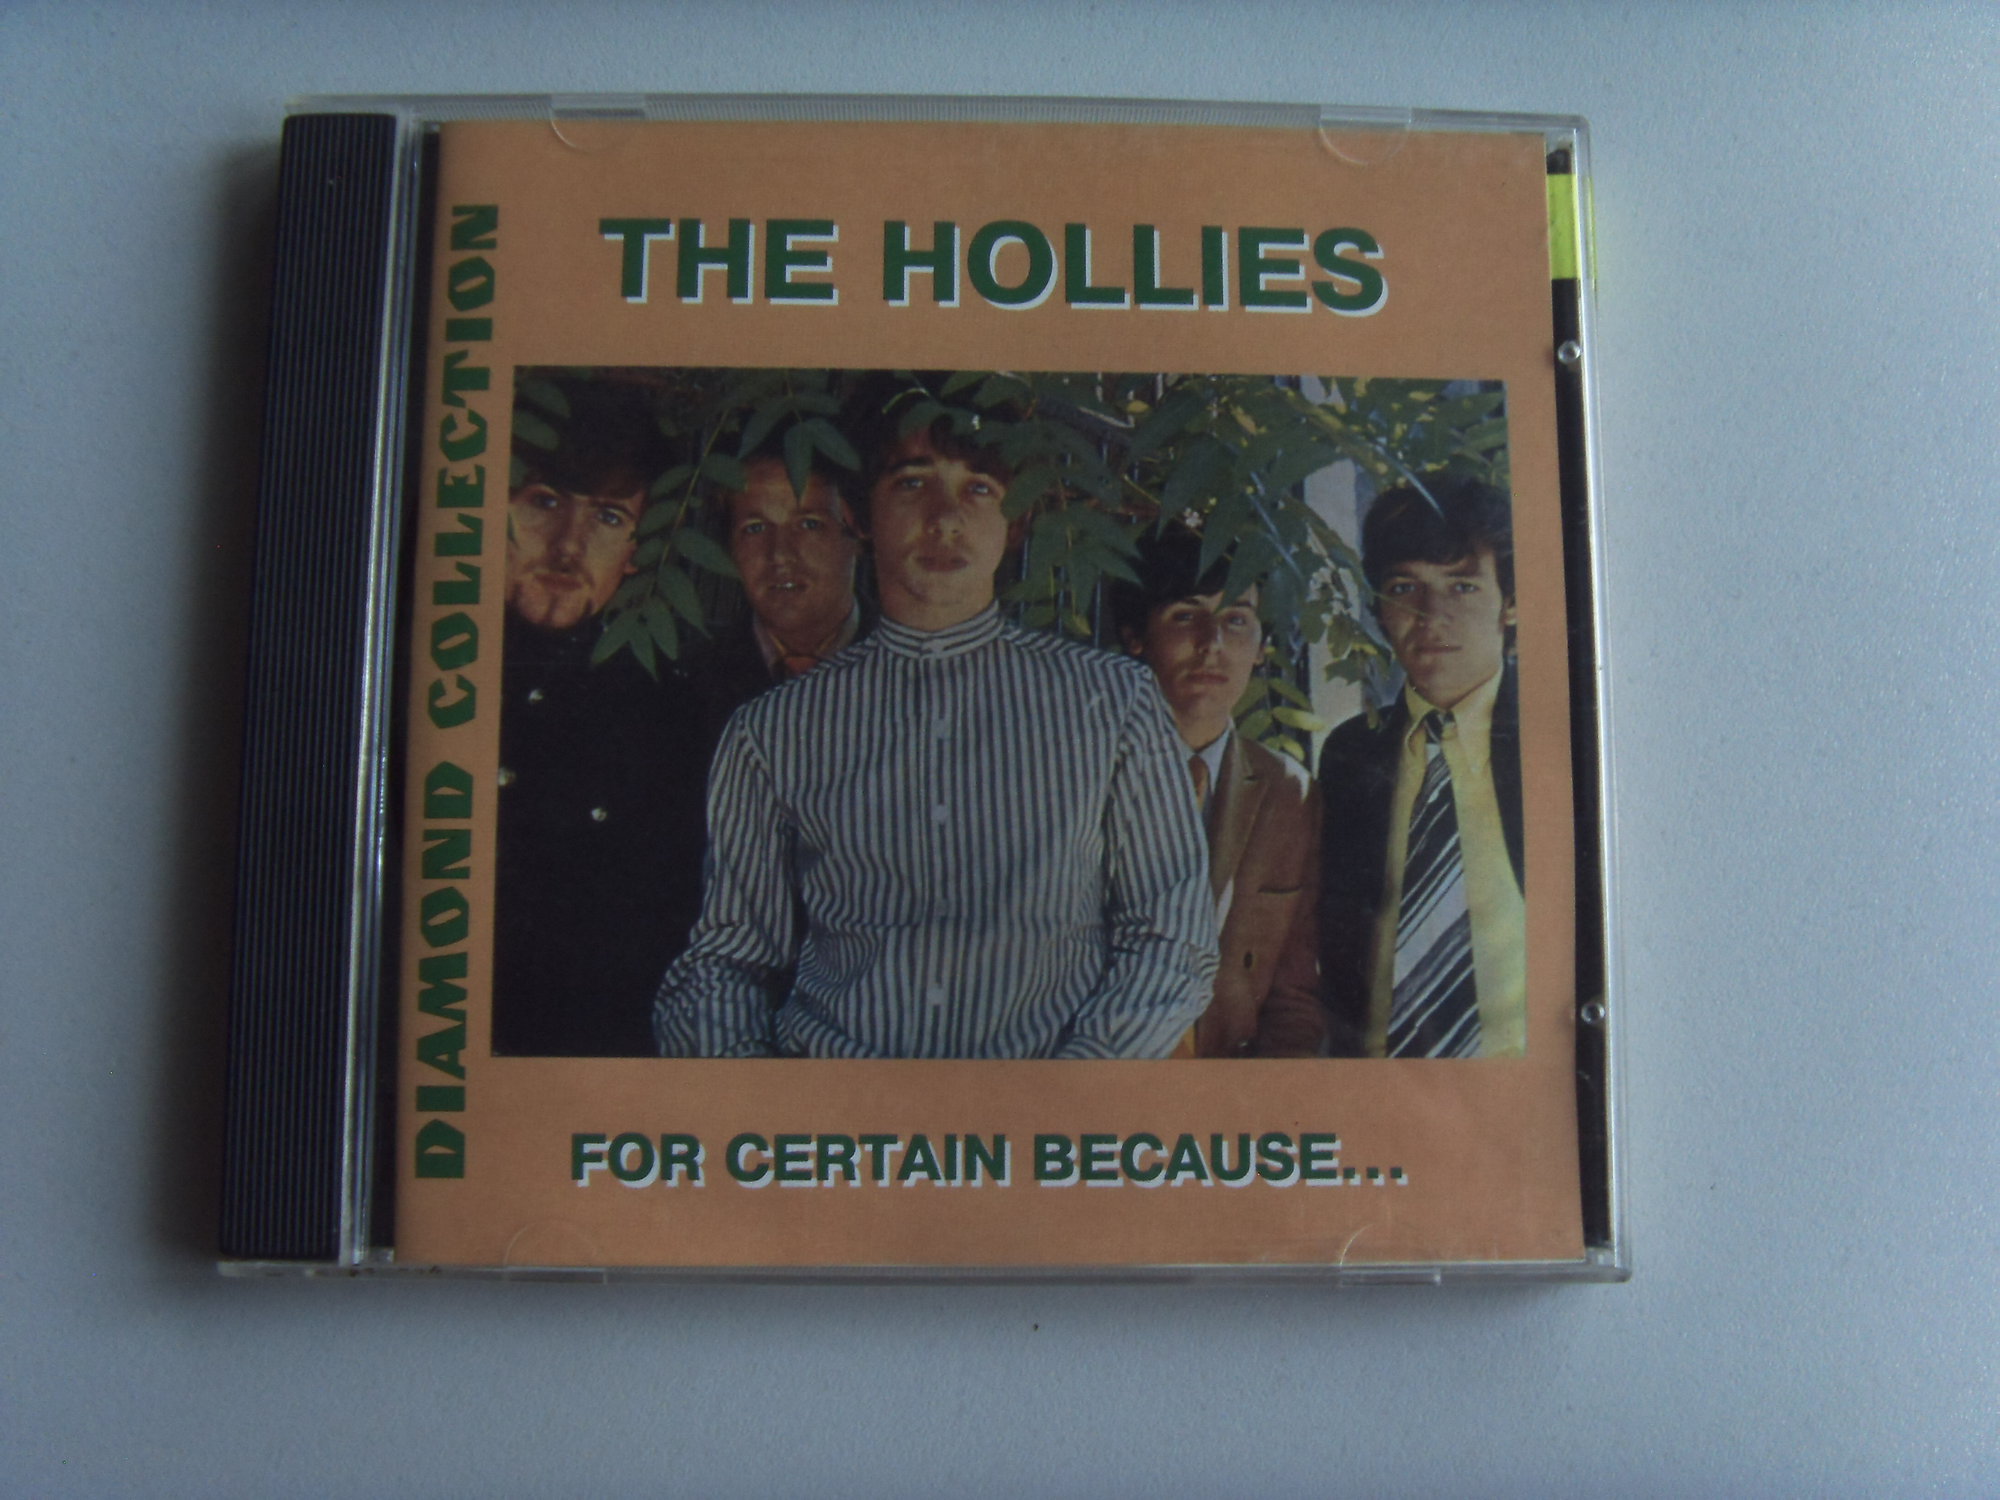 THE HOLLIES
DIAMOND COLLECTION
FOR CERTAIN BECAUSE...